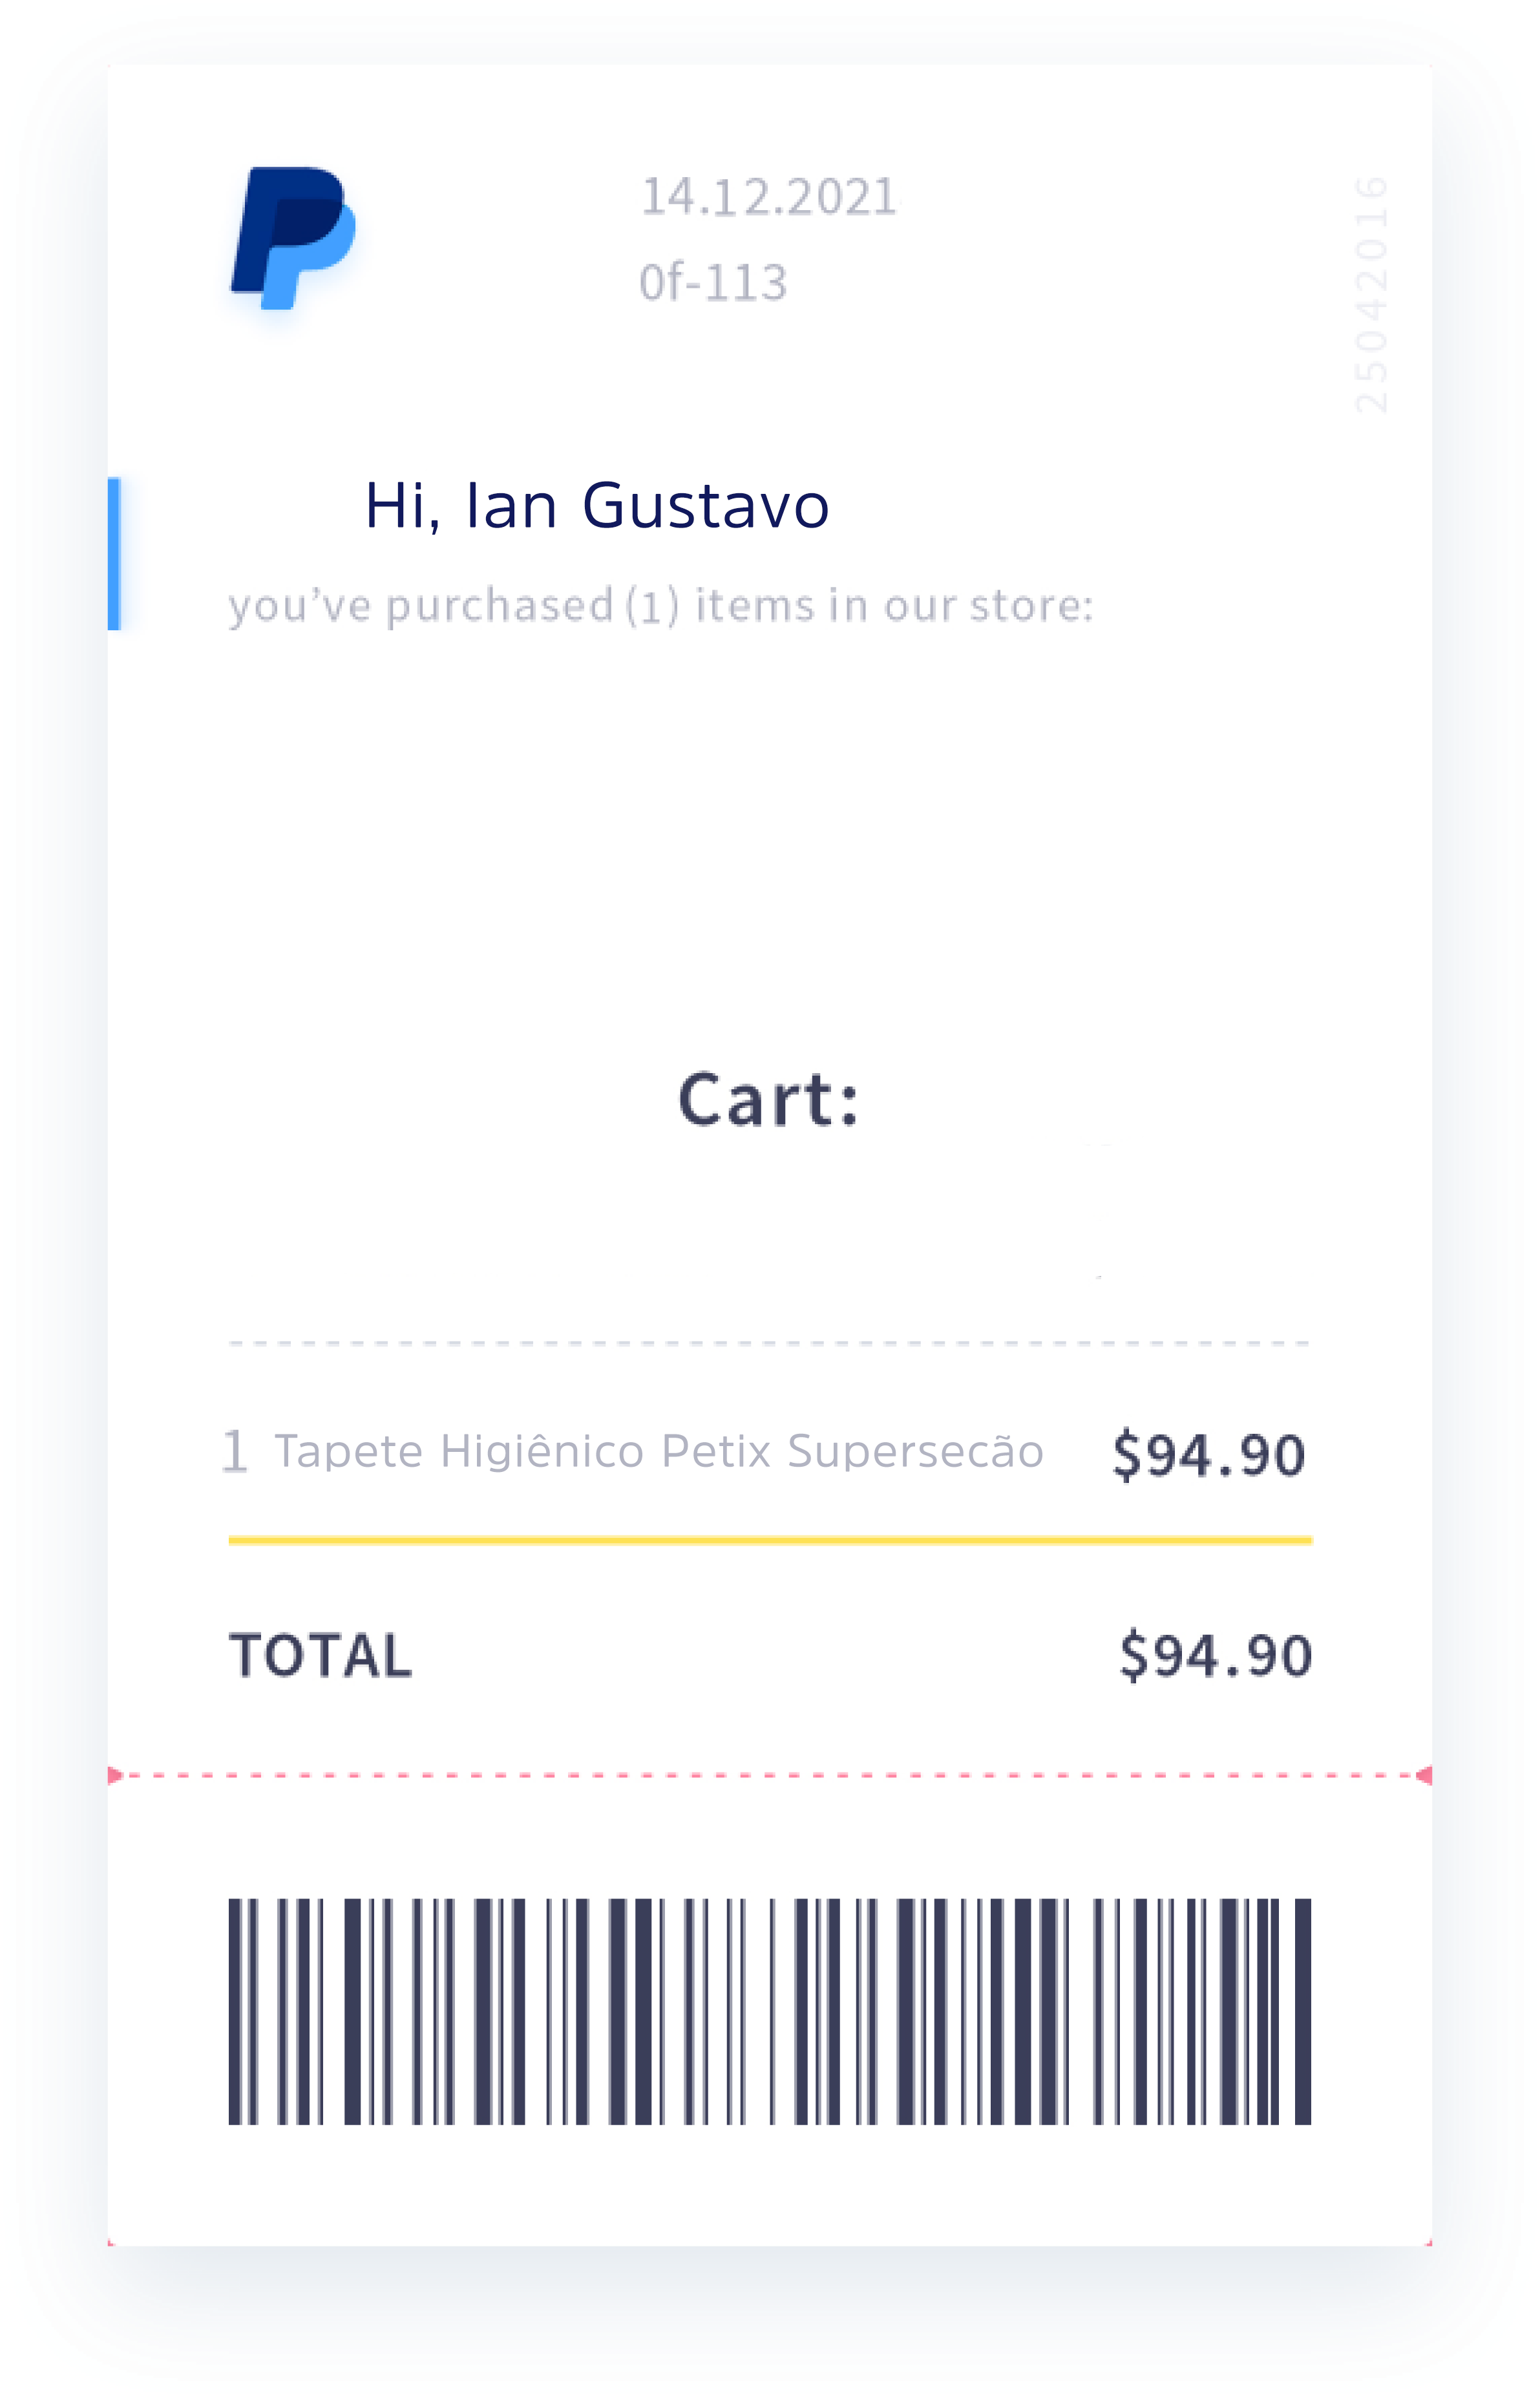 14.12.2021
0f-113
25042016
Hi, Ian Gustavo
you’ve purchased (1) items in our store:
Cart:
1 Tapete Higiênico Petix Supersecão $94.90
TOTAL $94.90